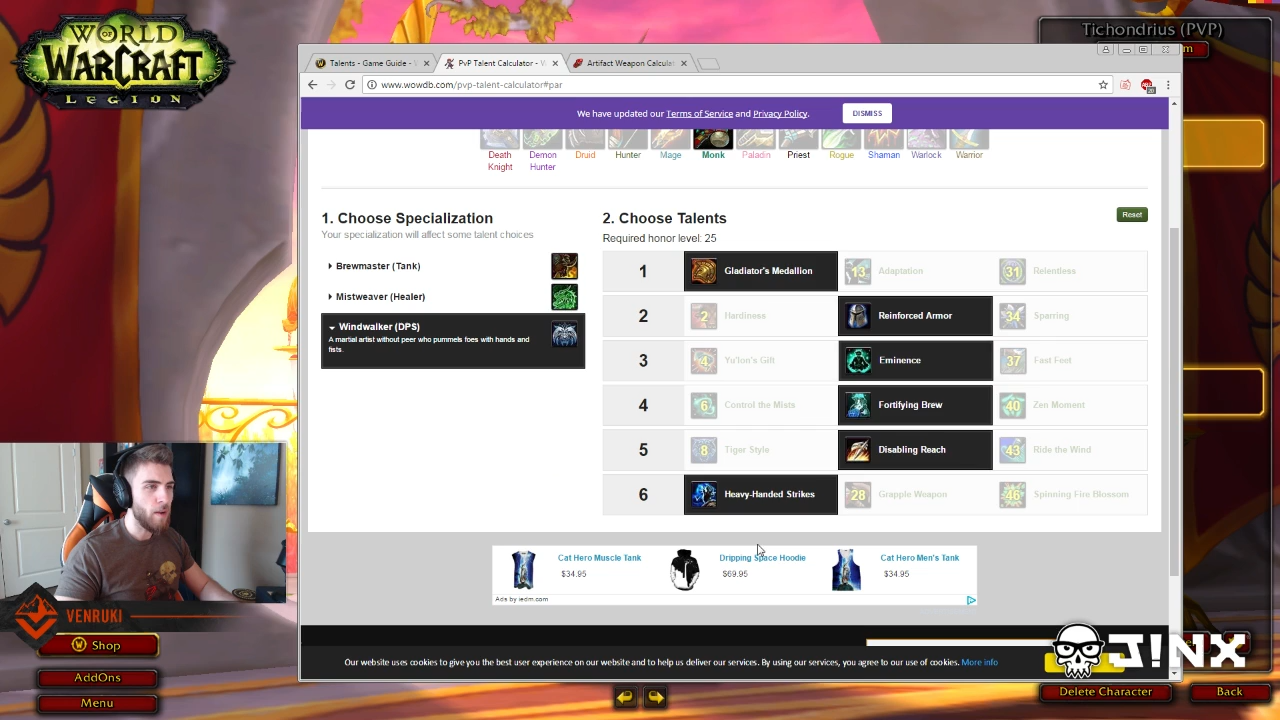 WORLD
OF
WARCRAFT
LEGION
Tichondrius (PVP)
Talents - Game Guide -
PvP Talent Calculator -
Artifact Weapon Calcula
www.wowdb.com/pvp-talent-calculator#par
We have updated our Terms of Service and Privacy Policy.
DISMISS
Death Knight
Demon Hunter
Druid
Hunter
Mage
Monk
Paladin
Priest
Rogue
Shaman
Warlock
Warrior
1. Choose Specialization
Your specialization will affect some talent choices
Brewmaster (Tank)
Mistweaver (Healer)
Windwalker (DPS)
A martial artist without peer who pummels foes with hands and
fists.
2. Choose Talents
Reset
Required honor level: 25
1 Gladiator's Medallion 13 Adaptation 31 Relentless
2 2 Hardiness Reinforced Armor 34 Sparring
3 4 Yu'lon's Gift Eminence 37 Fast Feet
4 6 Control the Mists Fortifying Brew 40 Zen Moment
5 8 Tiger Style Disabling Reach 43 Ride the Wind
6 Heavy-Handed Strikes 28 Grapple Weapon 46 Spinning Fire Blossom
Cat Hero Muscle Tank
$34.95
Dripping Space Hoodie
$69.95
Cat Hero Men's Tank
$34.95
Ads by iedm.com
Our website uses cookies to give you the best user experience on our website and to help us deliver our services. By using our services, you agree to our use of cookies. More info
VENRUKI
Shop
AddOns
Menu
J!NX
Delete Character
Back